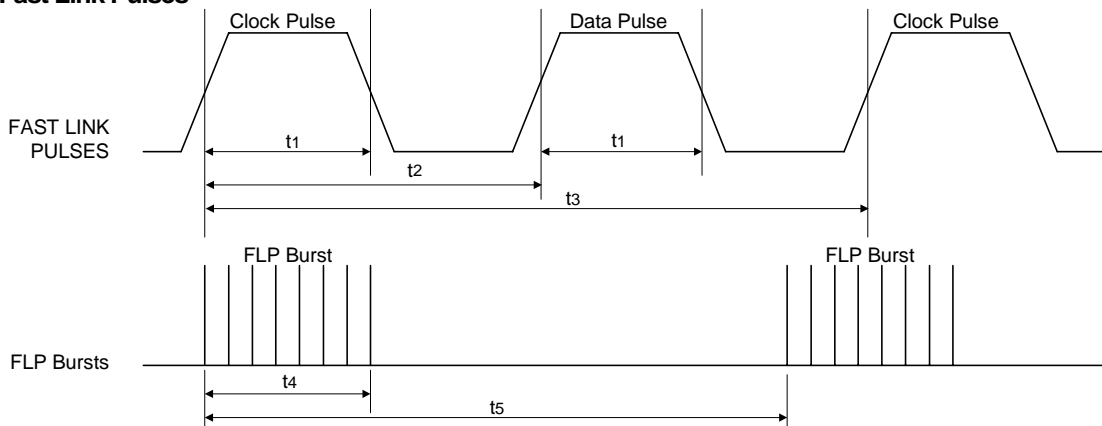 Fast Link Pulses
Clock Pulse
Data Pulse
Clock Pulse
FAST LINK
PULSES
t1
t1
t2
t3
FLP Burst
FLP Burst
FLP Bursts
t4
t5